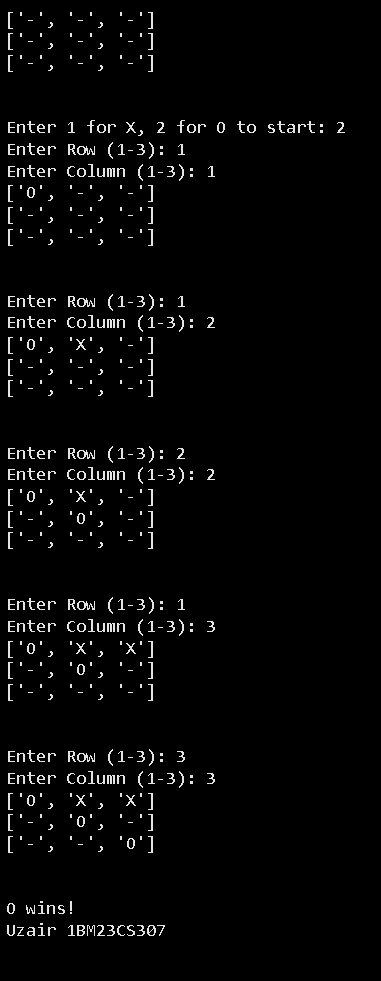 ['-', '-', '-']
['-', '-', '-']
['-', '-', '-']
Enter 1 for X, 2 for O to start: 2
Enter Row (1-3): 1
Enter Column (1-3): 1
['O', '-', '-']
['-', '-', '-']
['-', '-', '-']
Enter Row (1-3): 1
Enter Column (1-3): 2
['O', 'X', '-']
['-', '-', '-']
['-', '-', '-']
Enter Row (1-3): 2
Enter Column (1-3): 2
['O', 'X', '-']
['-', 'O', '-']
['-', '-', '-']
Enter Row (1-3): 1
Enter Column (1-3): 3
['O', 'X', 'X']
['-', 'O', '-']
['-', '-', '-']
Enter Row (1-3): 3
Enter Column (1-3): 3
['O', 'X', 'X']
['-', 'O', '-']
['-', '-', 'O']
O wins!
Uzair 1BM23CS307